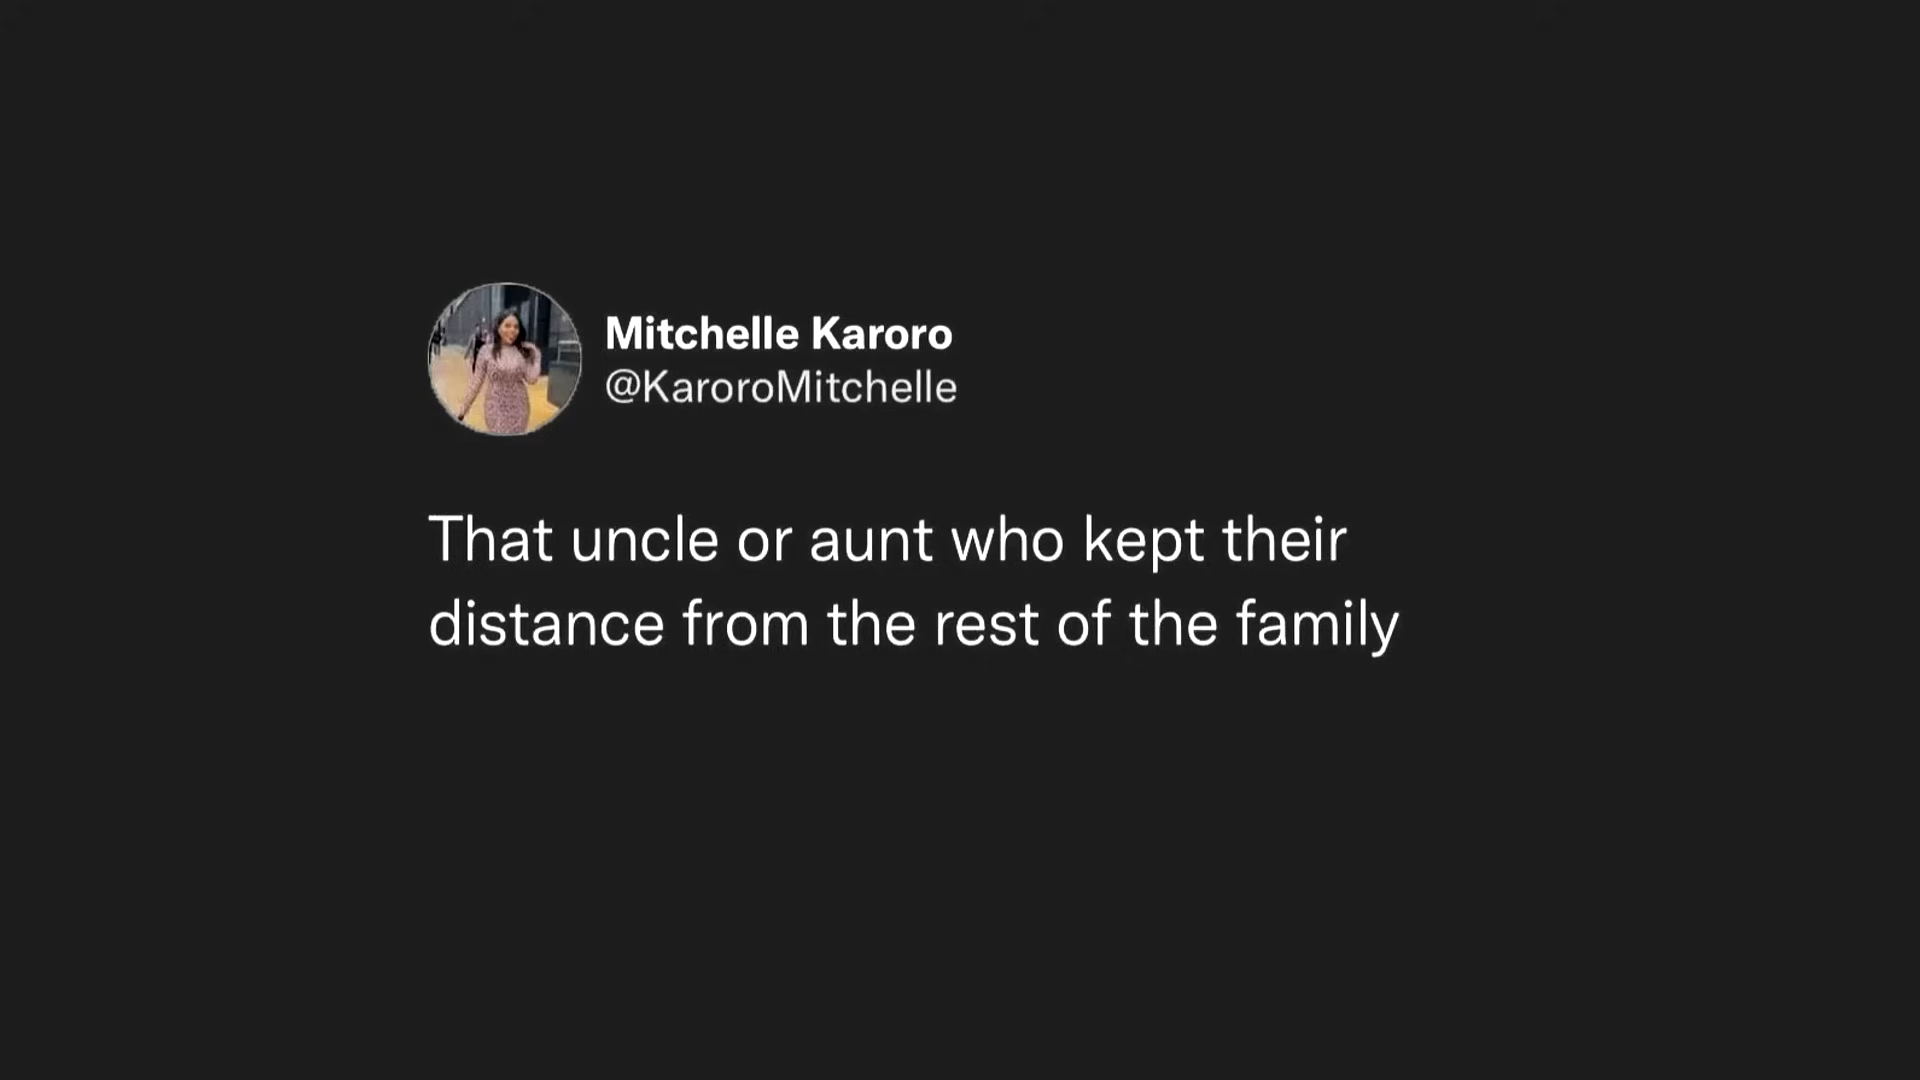 Mitchelle Karoro
@KaroroMitchelle
That uncle or aunt who kept their
distance from the rest of the family